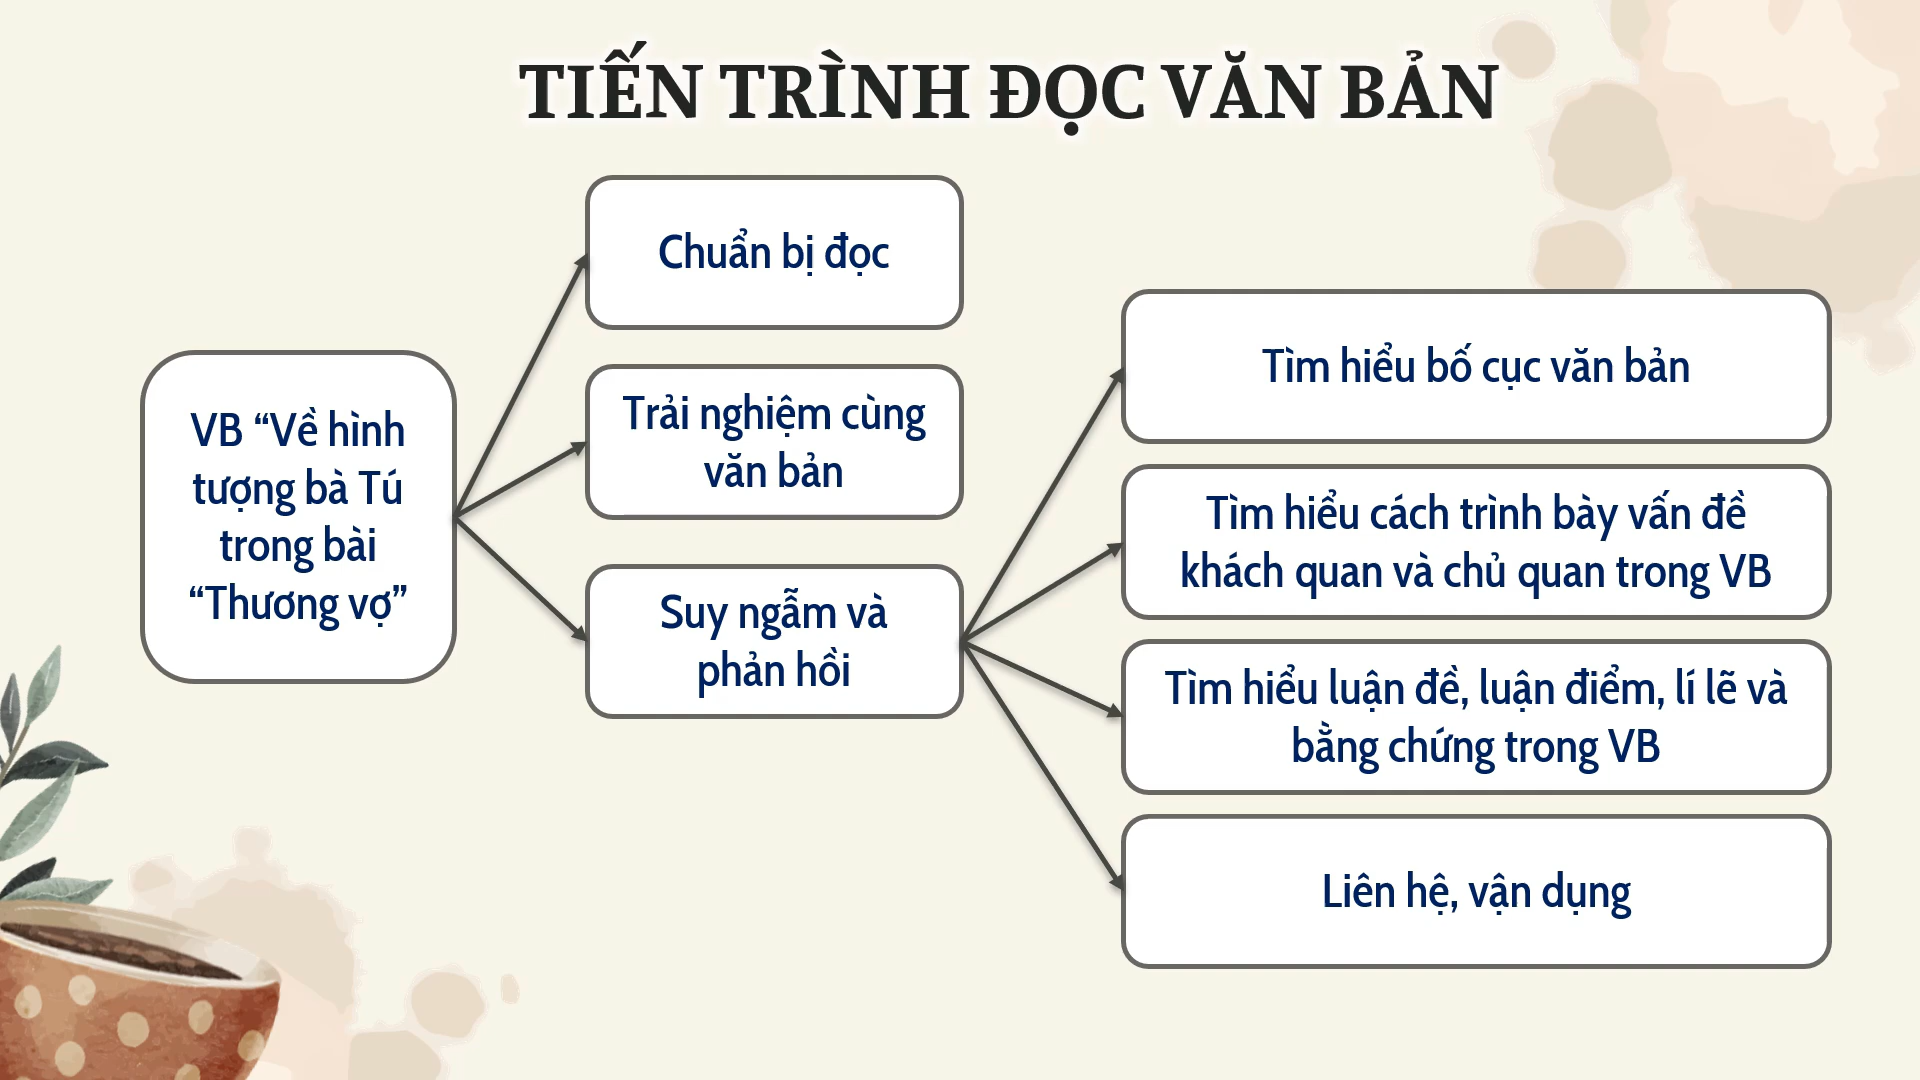 TIẾN TRÌNH ĐỌC VĂN BẢN
VB “Về hình
tượng bà Tú
trong bài
“Thương vợ”
Chuẩn bị đọc
Trải nghiệm cùng
văn bản
Suy ngẫm và
phản hồi
Tìm hiểu bố cục văn bản
Tìm hiểu cách trình bày vấn đề
khách quan và chủ quan trong VB
Tìm hiểu luận đề, luận điểm, lí lẽ và
bằng chứng trong VB
Liên hệ, vận dụng